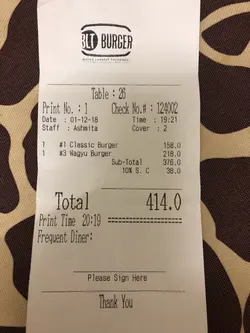 BLT BURGER
Table : 26
Print No. : 1 Check No.# : 124002
Date : 01-12-18 Time : 19:21
Staff : Ashmita Cover : 2
1 #1 Classic Burger 158.0
1 #3 Wagyu Burger 218.0
Sub-Total 376.0
10% S. C 38.0
Total 414.0
Print Time 20:19 ==================
Frequent Diner:
Please Sign Here
Thank You